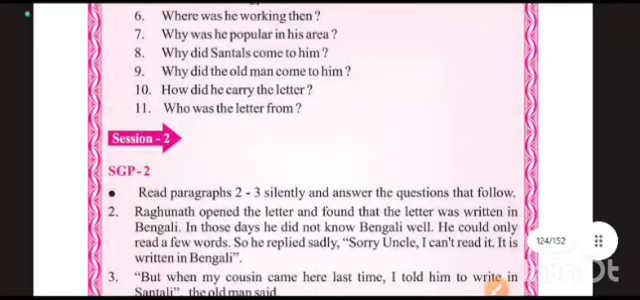 6. Where was he working then ?
7. Why was he popular in his area ?
8. Why did Santals come to him ?
9. Why did the old man come to him ?
10. How did he carry the letter ?
11. Who was the letter from ?
Session - 2
SGP-2
• Read paragraphs 2 - 3 silently and answer the questions that follow.
2. Raghunath opened the letter and found that the letter was written in
Bengali. In those days he did not know Bengali well. He could only
read a few words. So he replied sadly, “Sorry Uncle, I can't read it. It is
written in Bengali”.
124/152
3. “But when my cousin came here last time, I told him to write in
Santali”, the old man said.